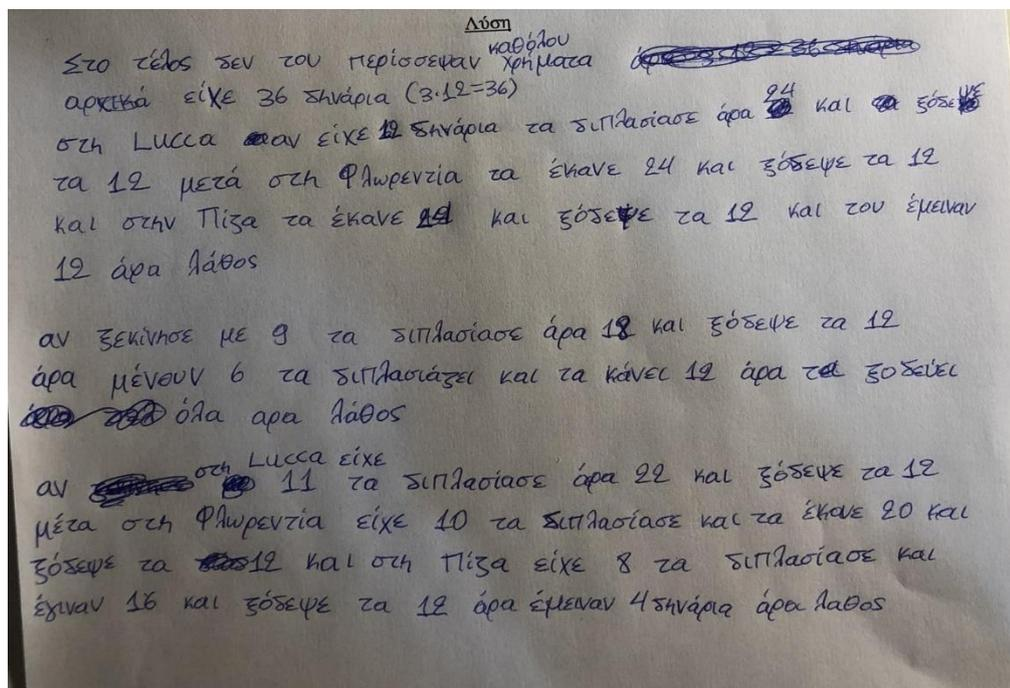 Λύση
Στο τέλος δεν του περίσσεψαν καθόλου χρήματα
αρχικά είχε 36 δηνάρια (3·12=36)
στη Lucca αν είχε 12 δηνάρια τα διπλασίασε άρα 24 και ξόδεψε
τα 12 μετά στη Φλωρεντία τα έκανε 24 και ξόδεψε τα 12
και στην Πίζα τα έκανε 24 και ξόδεψε τα 12 και του έμειναν
12 άρα λάθος
αν ξεκίνησε με 9 τα διπλασίασε άρα 18 και ξόδεψε τα 12
άρα μένουν 6 τα διπλασιάζει και τα κάνει 12 άρα τα ξοδεύει
όλα αρα λάθος
αν στη Lucca είχε 11 τα διπλασίασε άρα 22 και ξόδεψε τα 12
μέτα στη Φλωρεντία είχε 10 τα διπλασίασε και τα έκανε 20 και
ξόδεψε τα 12 και στη Πίζα είχε 8 τα διπλασίασε και
έγιναν 16 και ξόδεψε τα 12 άρα έμειναν 4 δηνάρια άρα λαθος